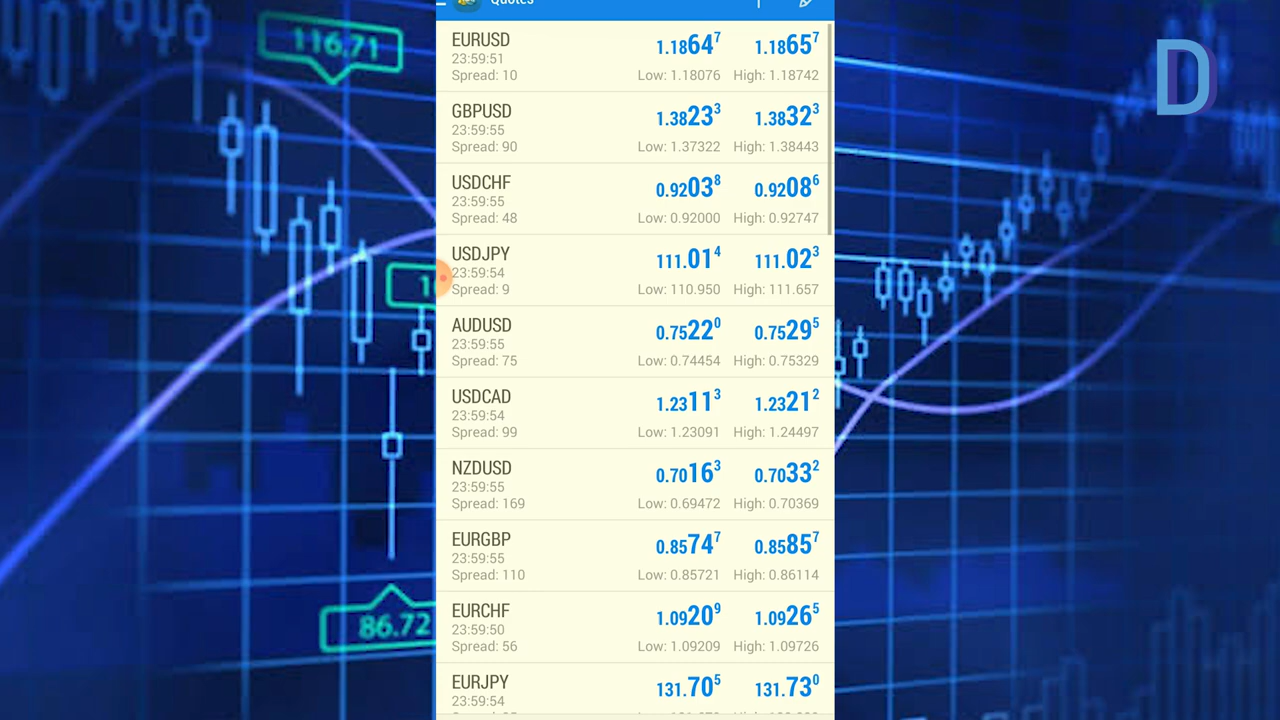 Quotes
EURUSD
23:59:51
Spread: 10
1.18647 1.18657
Low: 1.18076 High: 1.18742
GBPUSD
23:59:55
Spread: 90
1.38233 1.38323
Low: 1.37322 High: 1.38443
USDCHF
23:59:55
Spread: 48
0.92038 0.92086
Low: 0.92000 High: 0.92747
USDJPY
23:59:54
Spread: 9
111.014 111.023
Low: 110.950 High: 111.657
AUDUSD
23:59:55
Spread: 75
0.75220 0.75295
Low: 0.74454 High: 0.75329
USDCAD
23:59:54
Spread: 99
1.23113 1.23212
Low: 1.23091 High: 1.24497
NZDUSD
23:59:55
Spread: 169
0.70163 0.70332
Low: 0.69472 High: 0.70369
EURGBP
23:59:55
Spread: 110
0.85747 0.85857
Low: 0.85721 High: 0.86114
EURCHF
23:59:50
Spread: 56
1.09209 1.09265
Low: 1.09209 High: 1.09726
EURJPY
23:59:54
131.705 131.730
116.71
1
86.72
D